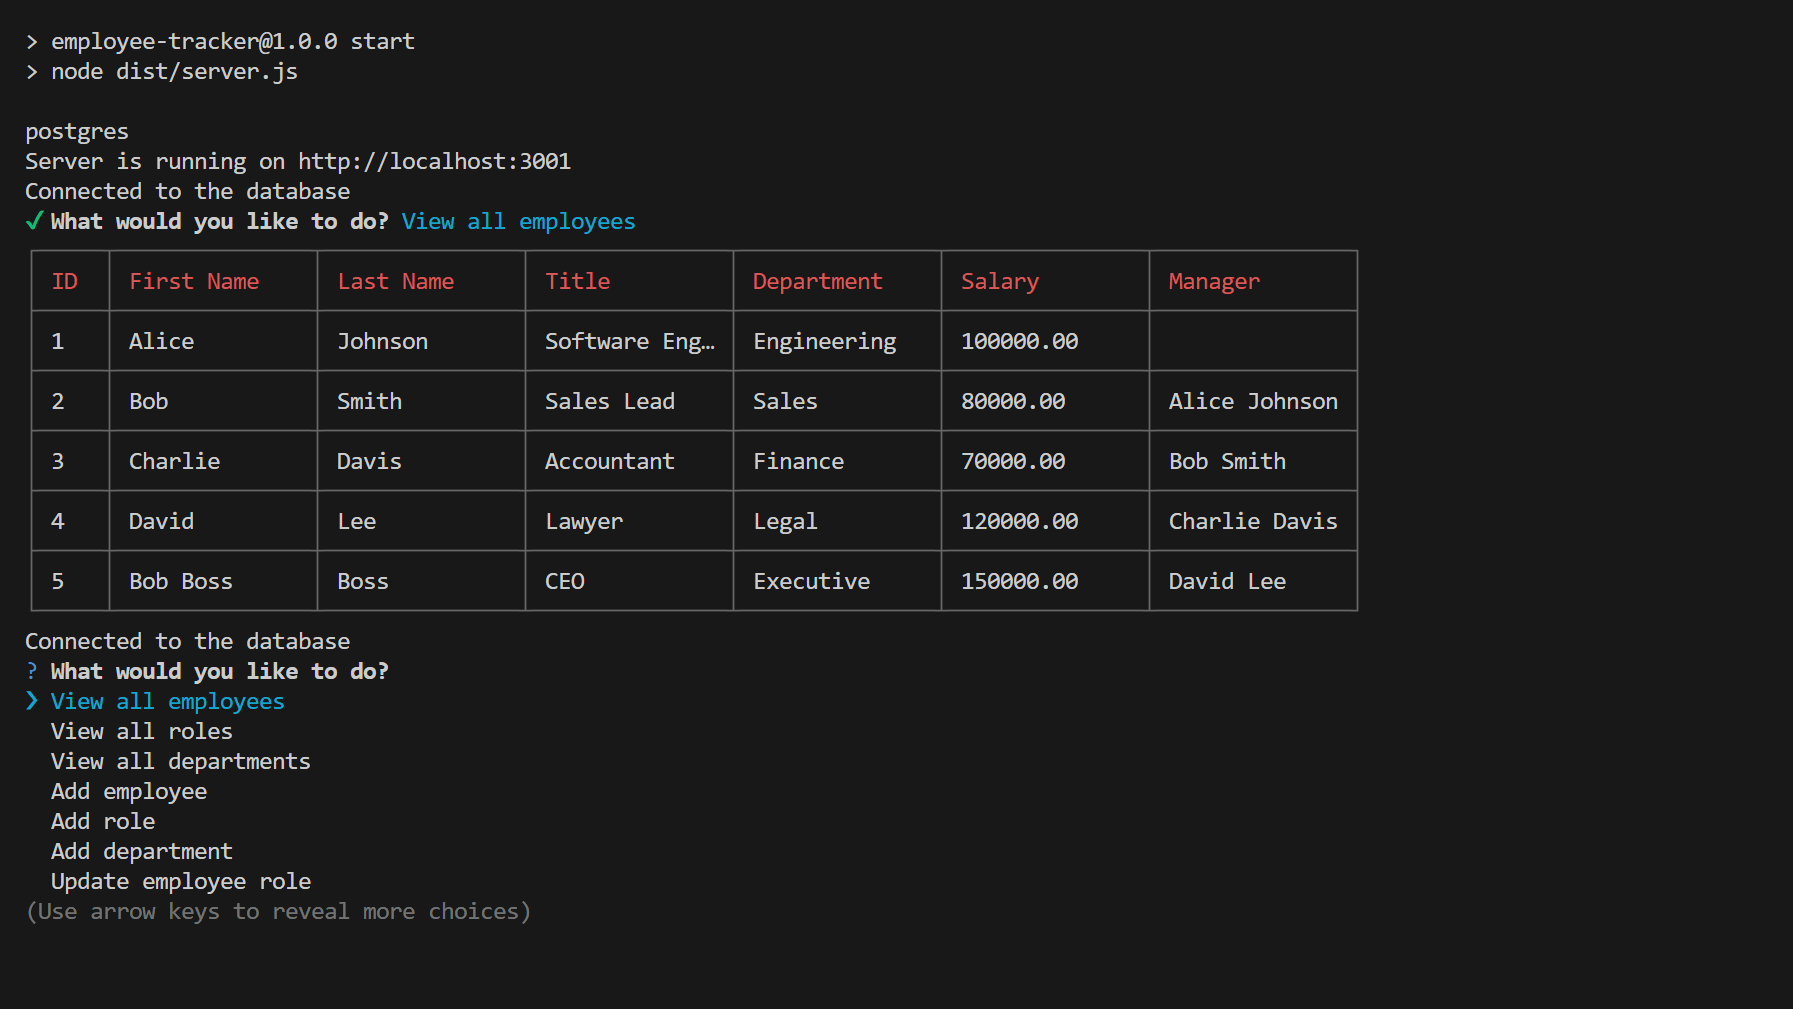 > employee-tracker@1.0.0 start
> node dist/server.js
postgres
Server is running on http://localhost:3001
Connected to the database
✔ What would you like to do? View all employees
ID First Name Last Name Title Department Salary Manager
1 Alice Johnson Software Eng… Engineering 100000.00
2 Bob Smith Sales Lead Sales 80000.00 Alice Johnson
3 Charlie Davis Accountant Finance 70000.00 Bob Smith
4 David Lee Lawyer Legal 120000.00 Charlie Davis
5 Bob Boss Boss CEO Executive 150000.00 David Lee
Connected to the database
? What would you like to do?
❯ View all employees
View all roles
View all departments
Add employee
Add role
Add department
Update employee role
(Use arrow keys to reveal more choices)